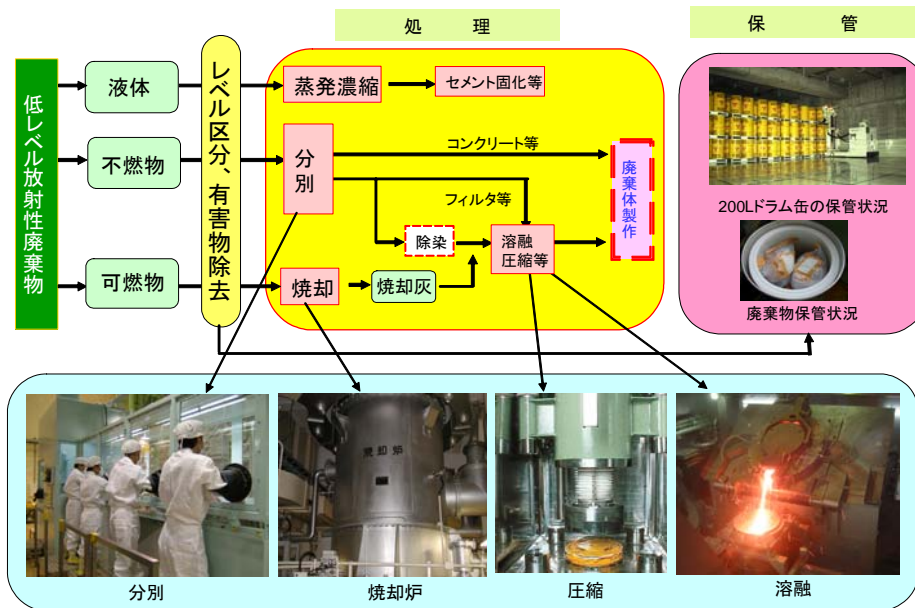 処 理
保 管
低レベル放射性廃棄物
液体
不燃物
可燃物
レベル区分、有害物除去
蒸発濃縮
セメント固化等
分別
コンクリート等
フィルタ等
除染
溶融
圧縮等
焼却
焼却灰
廃棄体製作
200Lドラム缶の保管状況
廃棄物保管状況
焼却炉
分別
焼却炉
圧縮
溶融